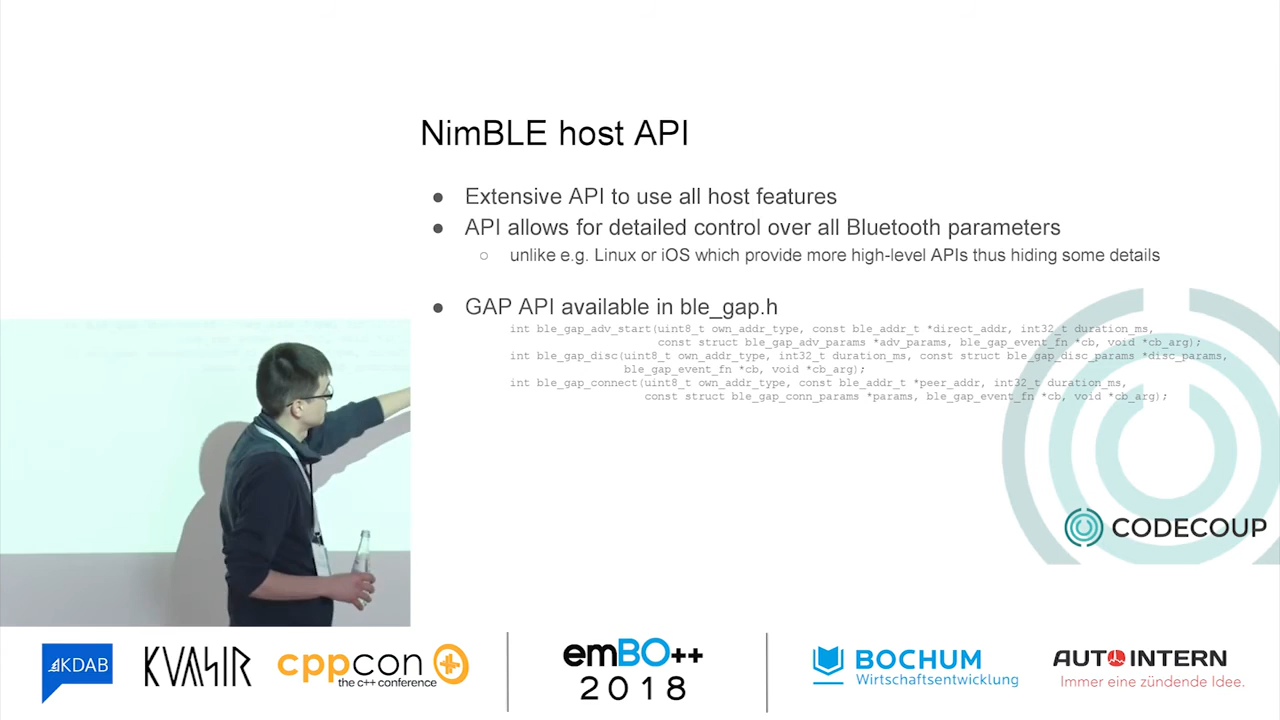 NimBLE host API
● Extensive API to use all host features
● API allows for detailed control over all Bluetooth parameters
○ unlike e.g. Linux or iOS which provide more high-level APIs thus hiding some details
● GAP API available in ble_gap.h
int ble_gap_adv_start(uint8_t own_addr_type, const ble_addr_t *direct_addr, int32_t duration_ms,
const struct ble_gap_adv_params *adv_params, ble_gap_event_fn *cb, void *cb_arg);
int ble_gap_disc(uint8_t own_addr_type, int32_t duration_ms, const struct ble_gap_disc_params *disc_params,
ble_gap_event_fn *cb, void *cb_arg);
int ble_gap_connect(uint8_t own_addr_type, const ble_addr_t *peer_addr, int32_t duration_ms,
const struct ble_gap_conn_params *params, ble_gap_event_fn *cb, void *cb_arg);
CODECOUP
KDAB
KVASIR
cppcon
the c++ conference
emBO++
2018
BOCHUM
Wirtschaftsentwicklung
AUTOINTERN
Immer eine zündende Idee.